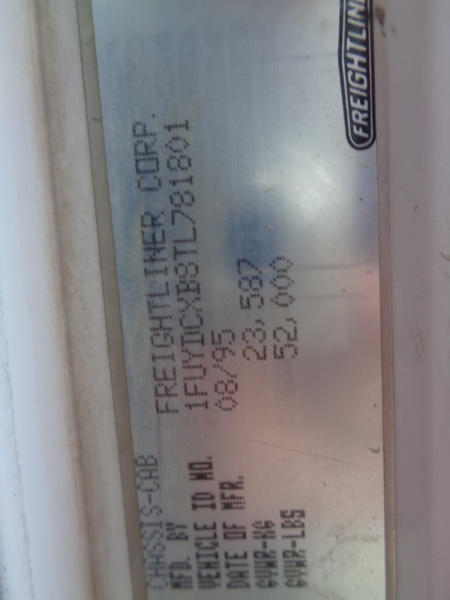 FREIGHTLINER
CHASSIS-CAB
MFD. BY FREIGHTLINER CORP.
VEHICLE ID NO. 1FUYDCXB8TL781801
DATE OF MFR. 08/95
GVWR-KG 23,587
GVWR-LBS 52,000